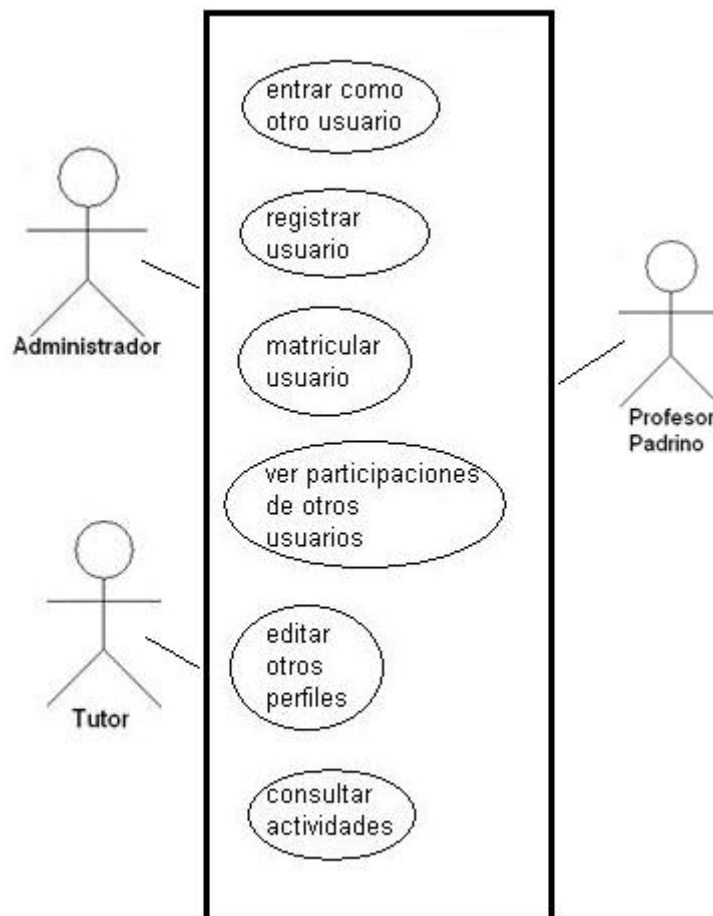 entrar como
otro usuario
registrar
usuario
Administrador
matricular
usuario
Profesor
Padrino
ver participaciones
de otros
usuarios
editar
otros
perfiles
Tutor
consultar
actividades